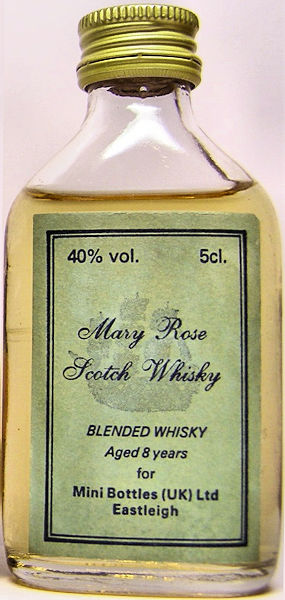 40% vol. 5cl.
Mary Rose
Scotch Whisky
BLENDED WHISKY
Aged 8 years
for
Mini Bottles (UK) Ltd
Eastleigh